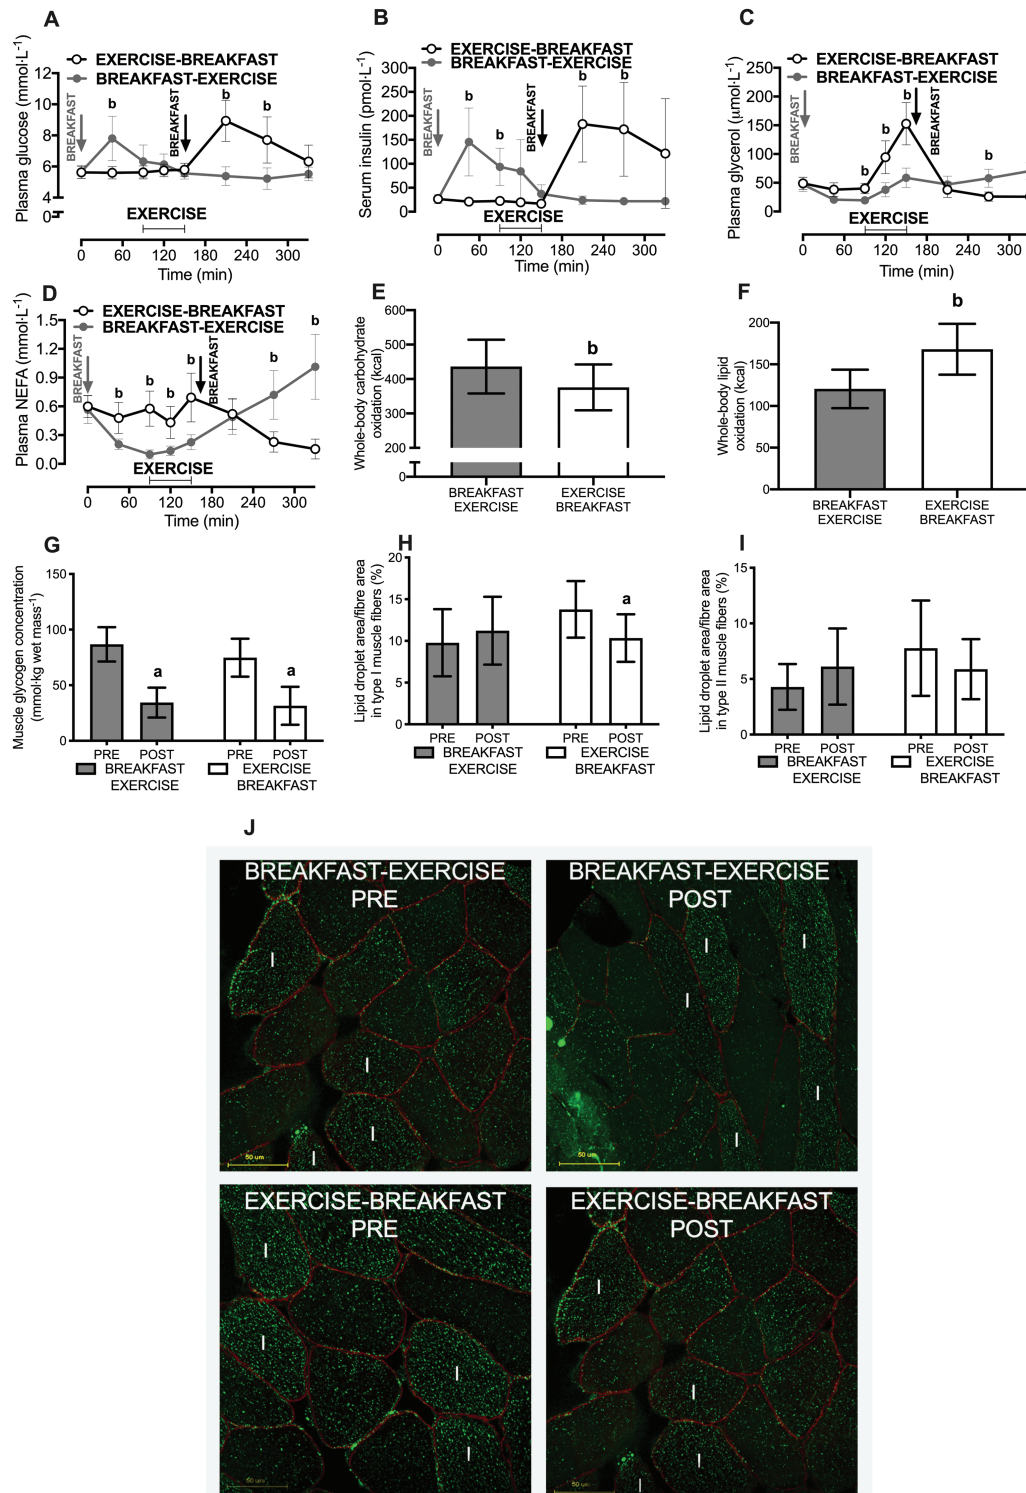 A
Plasma glucose (mmol·L-1)
EXERCISE-BREAKFAST
BREAKFAST-EXERCISE
BREAKFAST
BREAKFAST
b
b
b
12
10
8
6
4
0
EXERCISE
0 60 120 180 240 300
Time (min)
B
Serum insulin (pmol·L-1)
EXERCISE-BREAKFAST
BREAKFAST-EXERCISE
BREAKFAST
BREAKFAST
b
b
b
b
300
250
200
150
100
50
0
EXERCISE
0 60 120 180 240 300
Time (min)
C
Plasma glycerol (μmol·L-1)
EXERCISE-BREAKFAST
BREAKFAST-EXERCISE
BREAKFAST
BREAKFAST
b
b
b
b
250
200
150
100
50
0
EXERCISE
0 60 120 180 240 300
Time (min)
D
Plasma NEFA (mmol·L-1)
EXERCISE-BREAKFAST
BREAKFAST-EXERCISE
BREAKFAST
BREAKFAST
b
b
b
b
b
b
1.5
1.2
0.9
0.6
0.3
0.0
EXERCISE
0 60 120 180 240 300
Time (min)
E
Whole-body carbohydrate
oxidation (kcal)
600
500
400
300
200
0
b
BREAKFAST
EXERCISE
EXERCISE
BREAKFAST
F
Whole-body lipid
oxidation (kcal)
200
150
100
50
0
b
BREAKFAST
EXERCISE
EXERCISE
BREAKFAST
G
Muscle glycogen concentration
(mmol·kg wet mass-1)
150
100
50
0
a
a
PRE POST PRE POST
BREAKFAST
EXERCISE
EXERCISE
BREAKFAST
H
Lipid droplet area/fibre area
in type I muscle fibers (%)
20
15
10
5
0
a
PRE POST PRE POST
BREAKFAST
EXERCISE
EXERCISE
BREAKFAST
I
Lipid droplet area/fibre area
in type II muscle fibers (%)
15
10
5
0
PRE POST PRE POST
BREAKFAST
EXERCISE
EXERCISE
BREAKFAST
J
BREAKFAST-EXERCISE
PRE
I
I
I
I
50 um
BREAKFAST-EXERCISE
POST
I
I
I
I
I
50 um
EXERCISE-BREAKFAST
PRE
I
I
I
I
50 um
EXERCISE-BREAKFAST
POST
I
I
I
I
50 um